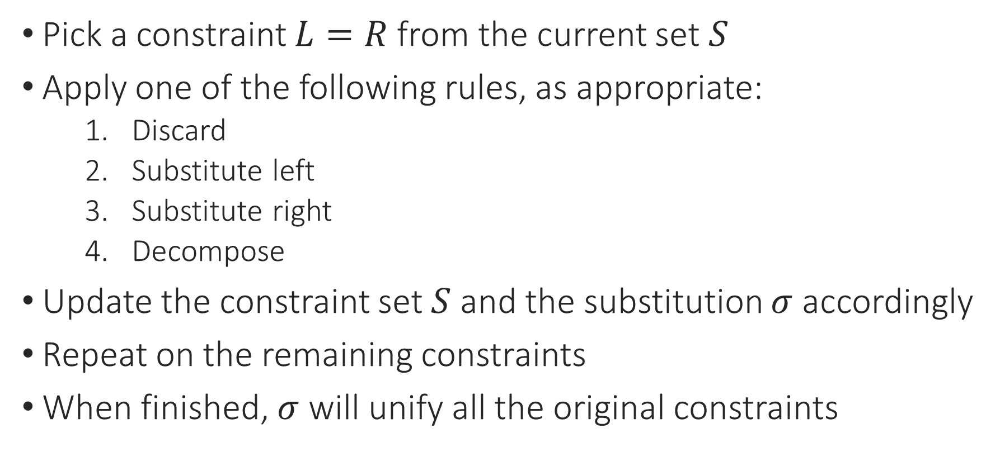 • Pick a constraint L = R from the current set S
• Apply one of the following rules, as appropriate:
1. Discard
2. Substitute left
3. Substitute right
4. Decompose
• Update the constraint set S and the substitution σ accordingly
• Repeat on the remaining constraints
• When finished, σ will unify all the original constraints